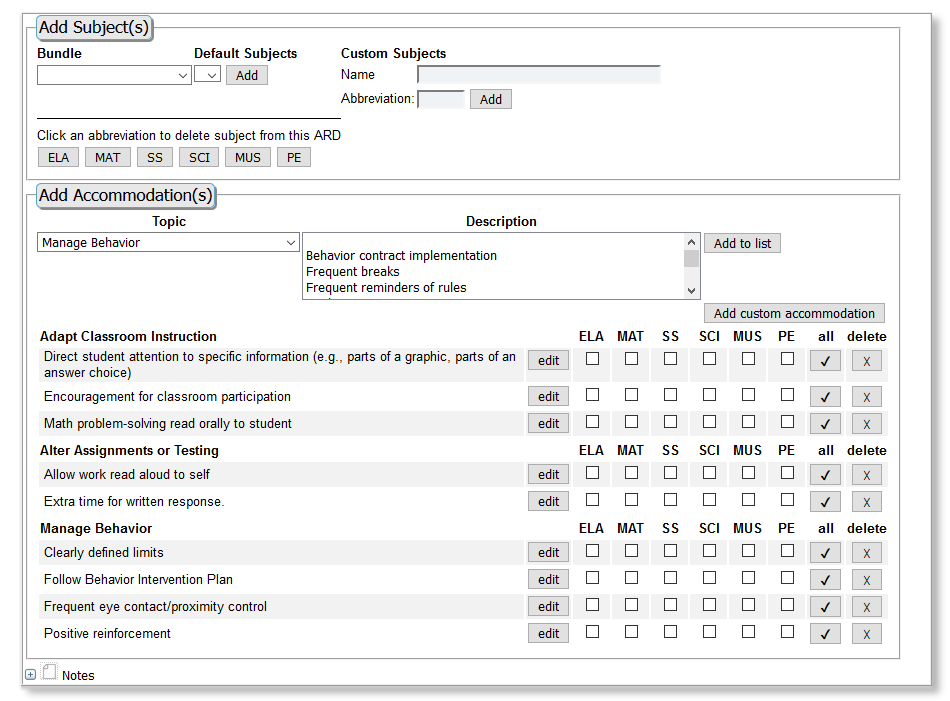 Add Subject(s)
Bundle Default Subjects Custom Subjects
Add Name
Abbreviation: Add
Click an abbreviation to delete subject from this ARD
ELA MAT SS SCI MUS PE
Add Accommodation(s)
Topic Description
Manage Behavior Add to list
Behavior contract implementation
Frequent breaks
Frequent reminders of rules
Add custom accommodation
Adapt Classroom Instruction ELA MAT SS SCI MUS PE all delete
Direct student attention to specific information (e.g., parts of a graphic, parts of an
answer choice) edit ✓ X
Encouragement for classroom participation edit ✓ X
Math problem-solving read orally to student edit ✓ X
Alter Assignments or Testing ELA MAT SS SCI MUS PE all delete
Allow work read aloud to self edit ✓ X
Extra time for written response. edit ✓ X
Manage Behavior ELA MAT SS SCI MUS PE all delete
Clearly defined limits edit ✓ X
Follow Behavior Intervention Plan edit ✓ X
Frequent eye contact/proximity control edit ✓ X
Positive reinforcement edit ✓ X
Notes